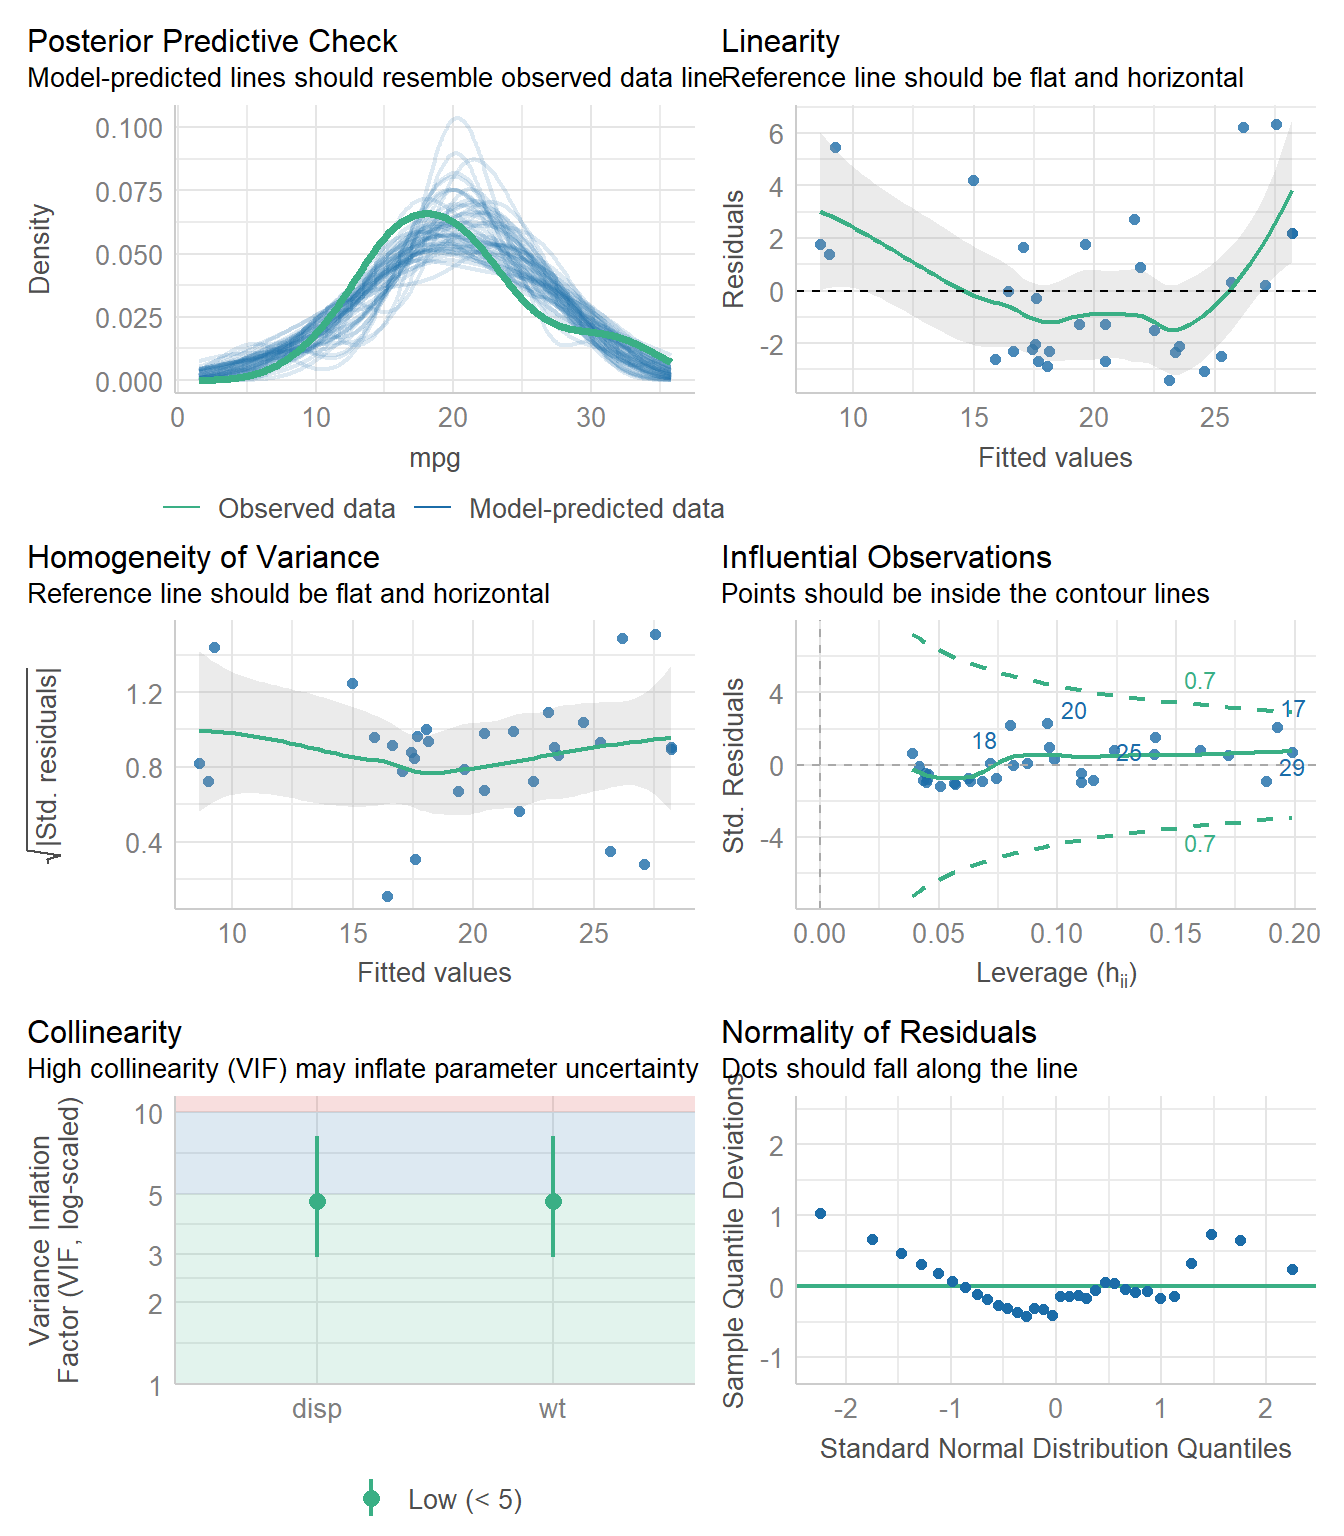 Posterior Predictive Check
Model-predicted lines should resemble observed data line
Density
0.100
0.075
0.050
0.025
0.000
0
10
20
30
mpg
Observed data
Model-predicted data
Linearity
Reference line should be flat and horizontal
Residuals
6
4
2
0
-2
10
15
20
25
Fitted values
Homogeneity of Variance
Reference line should be flat and horizontal
√|Std. residuals|
1.2
0.8
0.4
10
15
20
25
Fitted values
Influential Observations
Points should be inside the contour lines
Std. Residuals
4
0
-4
0.7
17
20
18
25
29
0.7
0.00
0.05
0.10
0.15
0.20
Leverage (hii)
Collinearity
High collinearity (VIF) may inflate parameter uncertainty
Variance Inflation
Factor (VIF, log-scaled)
10
5
3
2
1
disp
wt
Low (< 5)
Normality of Residuals
Dots should fall along the line
Sample Quantile Deviations
2
1
0
-1
-2
-1
0
1
2
Standard Normal Distribution Quantiles